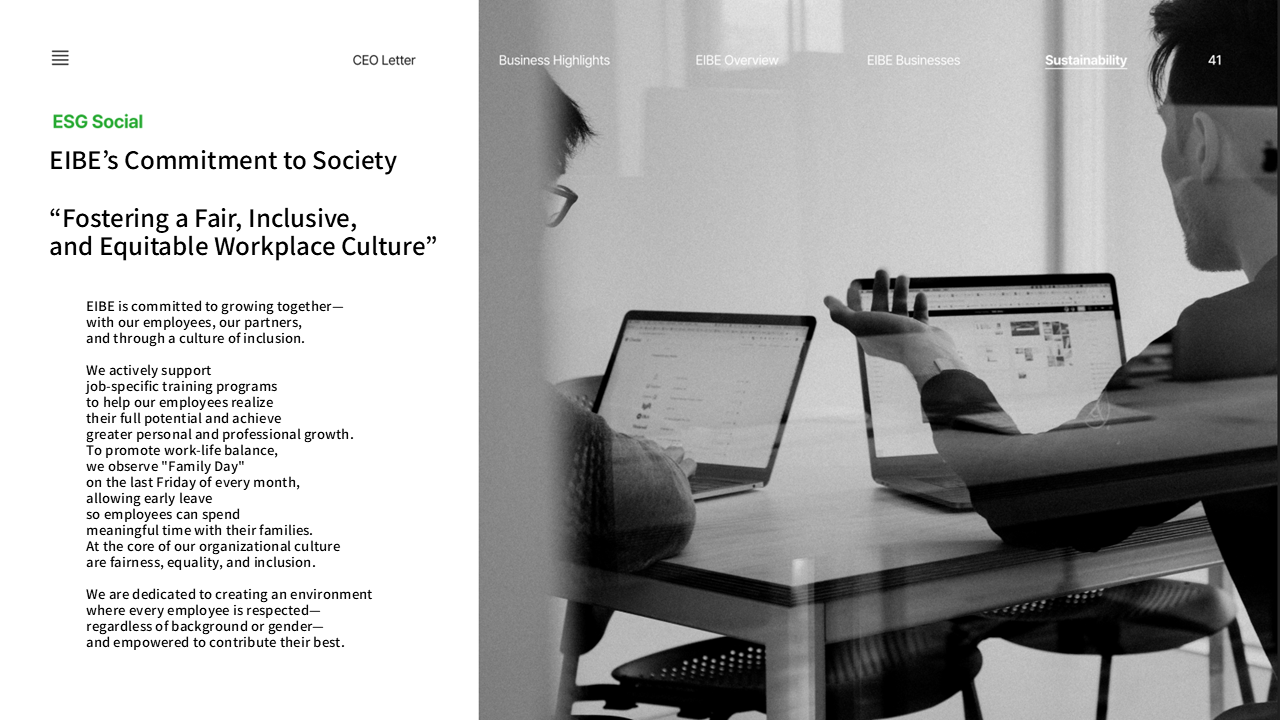 CEO Letter
Business Highlights
EIBE Overview
EIBE Businesses
Sustainability
41
ESG Social
EIBE’s Commitment to Society
“Fostering a Fair, Inclusive,
and Equitable Workplace Culture”
EIBE is committed to growing together—
with our employees, our partners,
and through a culture of inclusion.
We actively support
job-specific training programs
to help our employees realize
their full potential and achieve
greater personal and professional growth.
To promote work-life balance,
we observe "Family Day"
on the last Friday of every month,
allowing early leave
so employees can spend
meaningful time with their families.
At the core of our organizational culture
are fairness, equality, and inclusion.
We are dedicated to creating an environment
where every employee is respected—
regardless of background or gender—
and empowered to contribute their best.